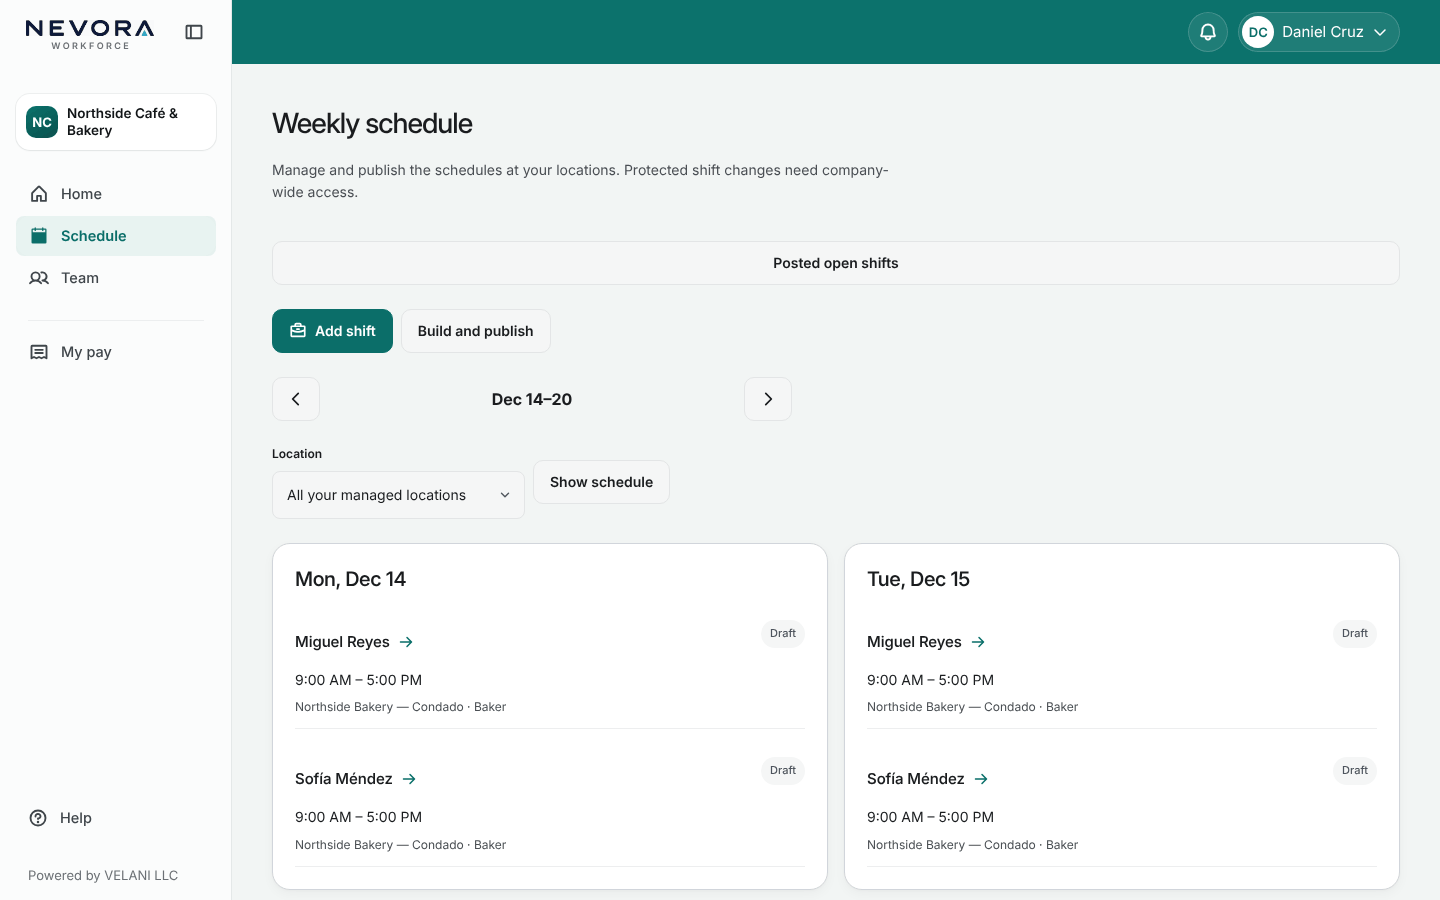 NEVORA
WORKFORCE
DC
Daniel Cruz
NC
Northside Café &
Bakery
Home
Schedule
Team
My pay
Help
Powered by VELANI LLC
Weekly schedule
Manage and publish the schedules at your locations. Protected shift changes need company-
wide access.
Posted open shifts
Add shift
Build and publish
Dec 14–20
Location
All your managed locations
Show schedule
Mon, Dec 14
Miguel Reyes
Draft
9:00 AM – 5:00 PM
Northside Bakery — Condado · Baker
Sofía Méndez
Draft
9:00 AM – 5:00 PM
Northside Bakery — Condado · Baker
Tue, Dec 15
Miguel Reyes
Draft
9:00 AM – 5:00 PM
Northside Bakery — Condado · Baker
Sofía Méndez
Draft
9:00 AM – 5:00 PM
Northside Bakery — Condado · Baker